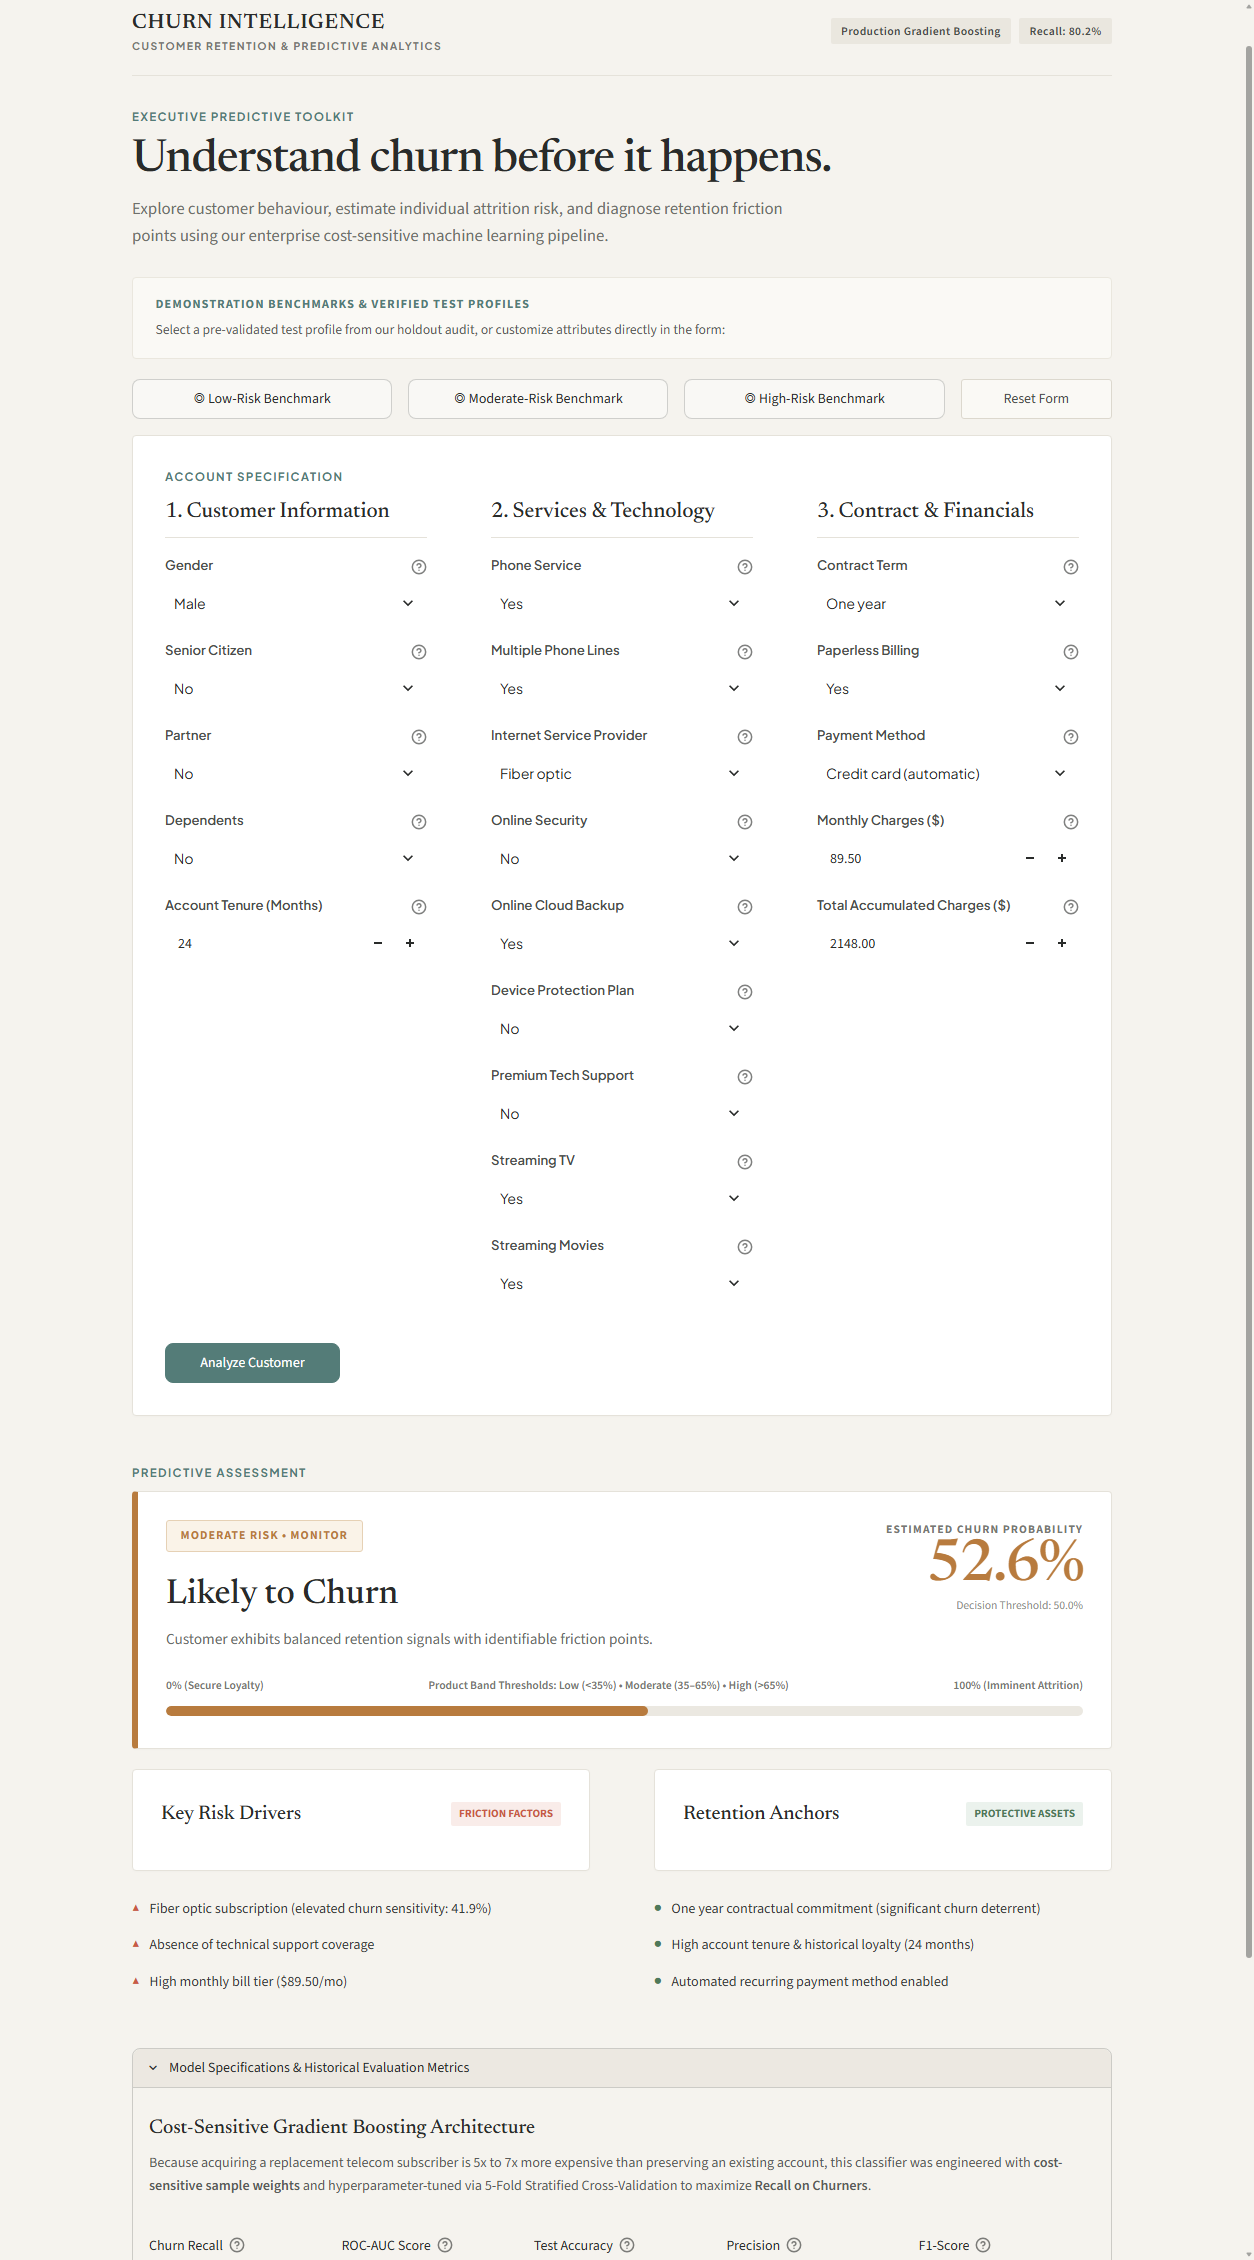 CHURN INTELLIGENCE
CUSTOMER RETENTION & PREDICTIVE ANALYTICS
Production Gradient Boosting
Recall: 80.2%
EXECUTIVE PREDICTIVE TOOLKIT
Understand churn before it happens.
Explore customer behaviour, estimate individual attrition risk, and diagnose retention friction
points using our enterprise cost-sensitive machine learning pipeline.
DEMONSTRATION BENCHMARKS & VERIFIED TEST PROFILES
Select a pre-validated test profile from our holdout audit, or customize attributes directly in the form:
Low-Risk Benchmark
Moderate-Risk Benchmark
High-Risk Benchmark
Reset Form
ACCOUNT SPECIFICATION
1. Customer Information
Gender
Male
Senior Citizen
No
Partner
No
Dependents
No
Account Tenure (Months)
24
2. Services & Technology
Phone Service
Yes
Multiple Phone Lines
Yes
Internet Service Provider
Fiber optic
Online Security
No
Online Cloud Backup
Yes
Device Protection Plan
No
Premium Tech Support
No
Streaming TV
Yes
Streaming Movies
Yes
3. Contract & Financials
Contract Term
One year
Paperless Billing
Yes
Payment Method
Credit card (automatic)
Monthly Charges ($)
89.50
Total Accumulated Charges ($)
2148.00
Analyze Customer
PREDICTIVE ASSESSMENT
MODERATE RISK • MONITOR
Likely to Churn
Customer exhibits balanced retention signals with identifiable friction points.
ESTIMATED CHURN PROBABILITY
52.6%
Decision Threshold: 50.0%
0% (Secure Loyalty)
Product Band Thresholds: Low (<35%) • Moderate (35–65%) • High (>65%)
100% (Imminent Attrition)
Key Risk Drivers
FRICTION FACTORS
▲ Fiber optic subscription (elevated churn sensitivity: 41.9%)
▲ Absence of technical support coverage
▲ High monthly bill tier ($89.50/mo)
Retention Anchors
PROTECTIVE ASSETS
● One year contractual commitment (significant churn deterrent)
● High account tenure & historical loyalty (24 months)
● Automated recurring payment method enabled
Model Specifications & Historical Evaluation Metrics
Cost-Sensitive Gradient Boosting Architecture
Because acquiring a replacement telecom subscriber is 5x to 7x more expensive than preserving an existing account, this classifier was engineered with cost-
sensitive sample weights and hyperparameter-tuned via 5-Fold Stratified Cross-Validation to maximize Recall on Churners.
Churn Recall
ROC-AUC Score
Test Accuracy
Precision
F1-Score